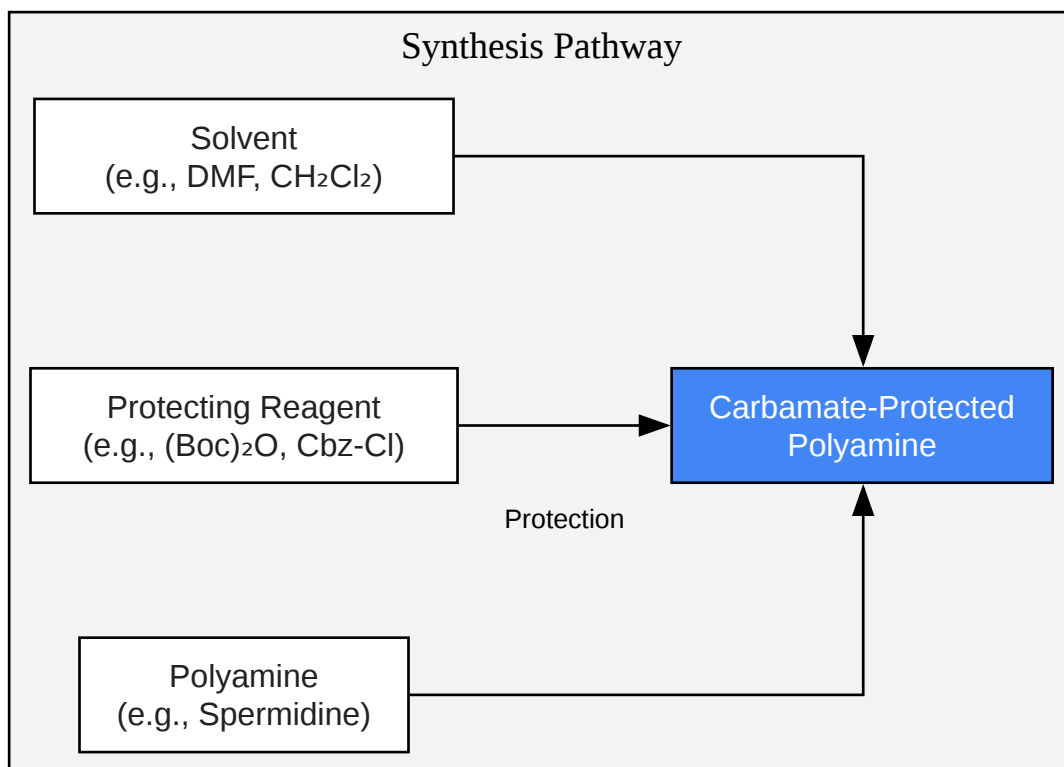 Synthesis Pathway
Solvent
(e.g., DMF, CH₂Cl₂)
Protecting Reagent
(e.g., (Boc)₂O, Cbz-Cl)
Carbamate-Protected
Polyamine
Protection
Polyamine
(e.g., Spermidine)